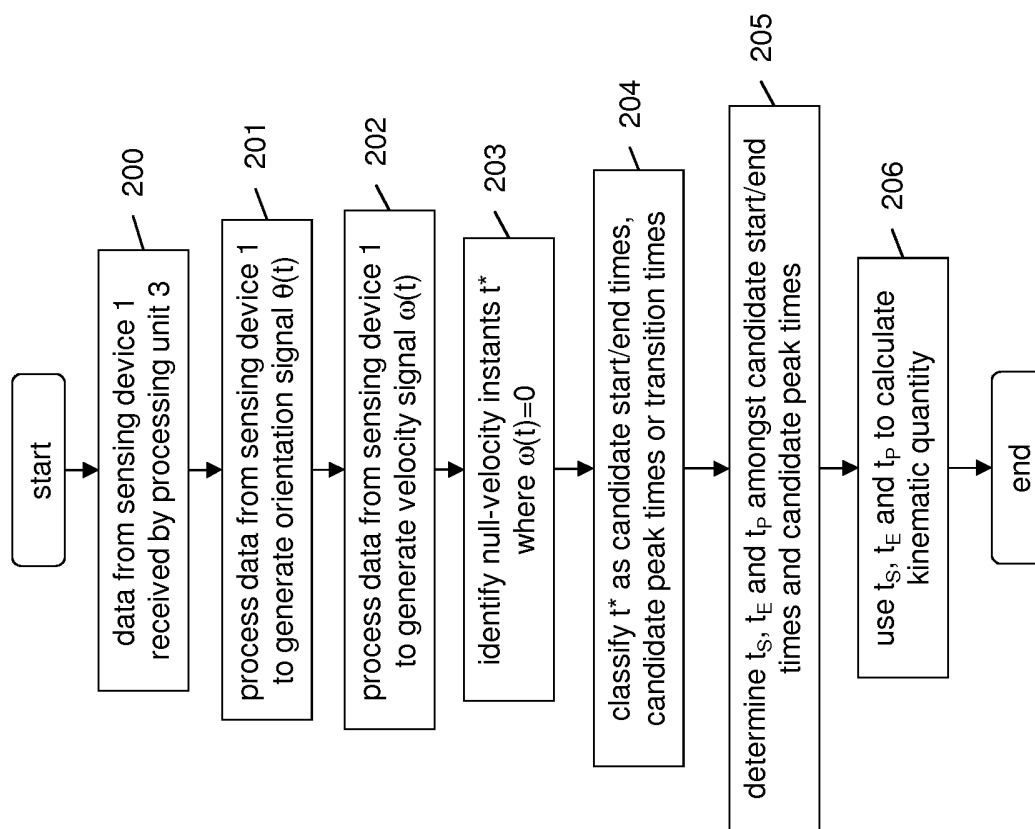 start
200
data from sensing device 1
received by processing unit 3
201
process data from sensing device 1
to generate orientation signal θ(t)
202
process data from sensing device 1
to generate velocity signal ω(t)
203
identify null-velocity instants t*
where ω(t)=0
204
classify t* as candidate start/end times,
candidate peak times or transition times
205
determine tS, tE and tP amongst candidate start/end
times and candidate peak times
206
use tS, tE and tP to calculate
kinematic quantity
end